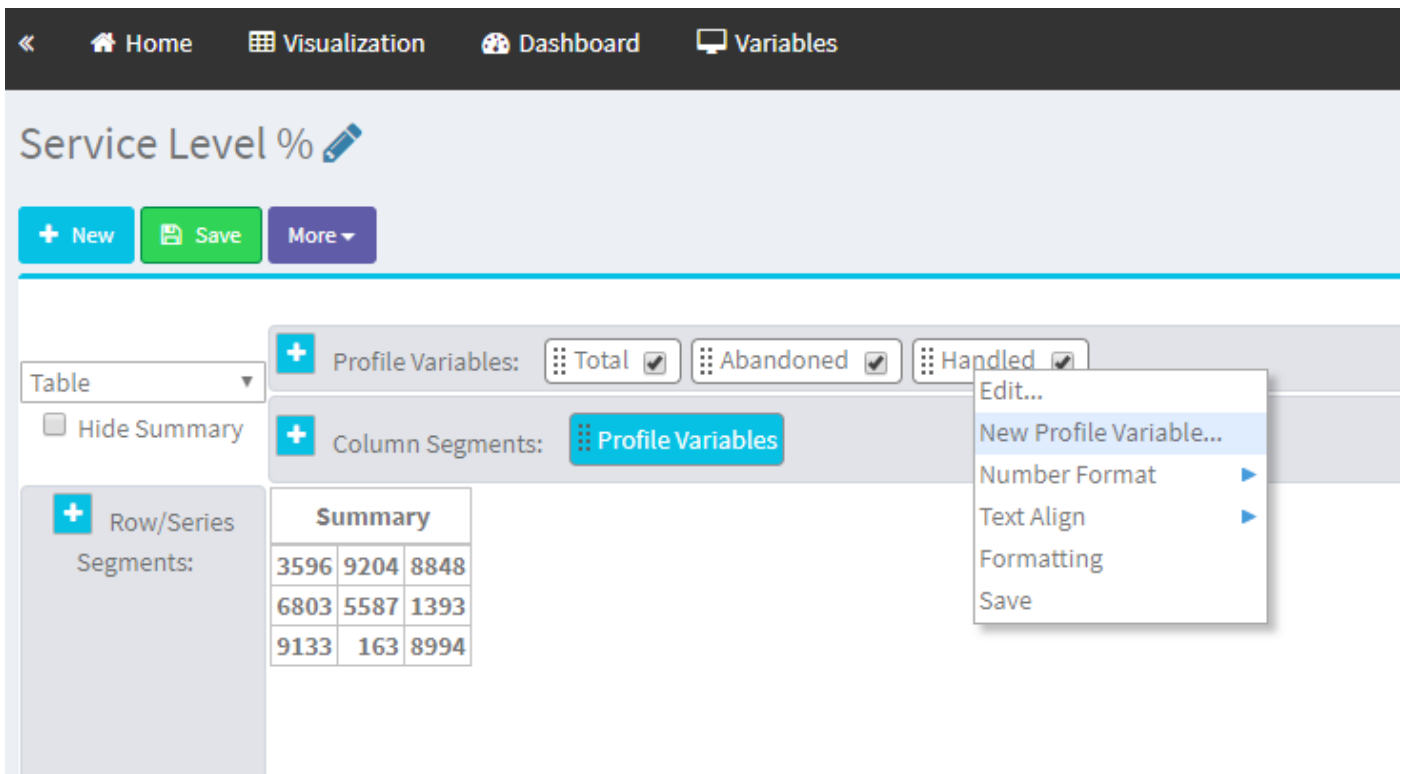 « Home Visualization Dashboard Variables
Service Level %
+ New Save More
Profile Variables: Total Abandoned Handled
Table
Hide Summary
Column Segments: Profile Variables
Edit...
New Profile Variable...
Number Format
Text Align
Formatting
Save
+ Row/Series
Segments:
Summary
3596 9204 8848
6803 5587 1393
9133 163 8994